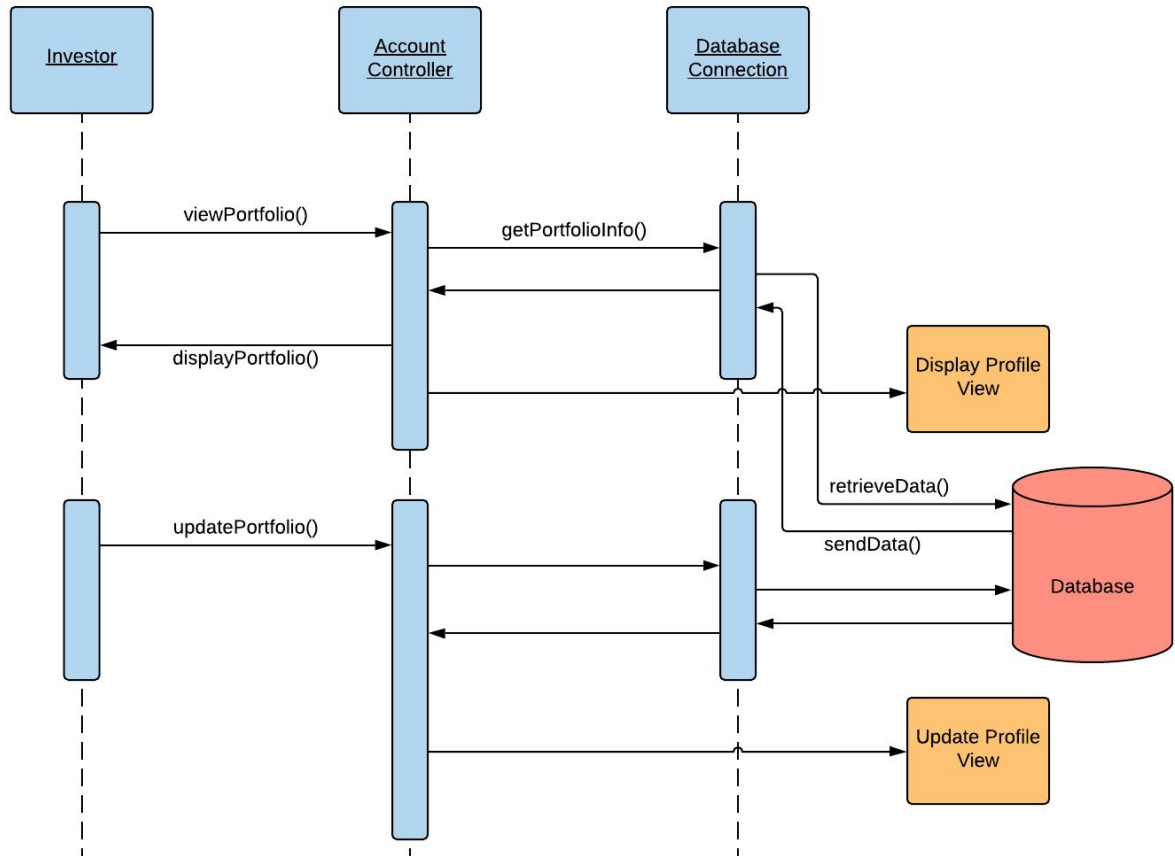 Investor
Account
Controller
Database
Connection
viewPortfolio()
getPortfolioInfo()
displayPortfolio()
Display Profile
View
retrieveData()
updatePortfolio()
sendData()
Database
Update Profile
View